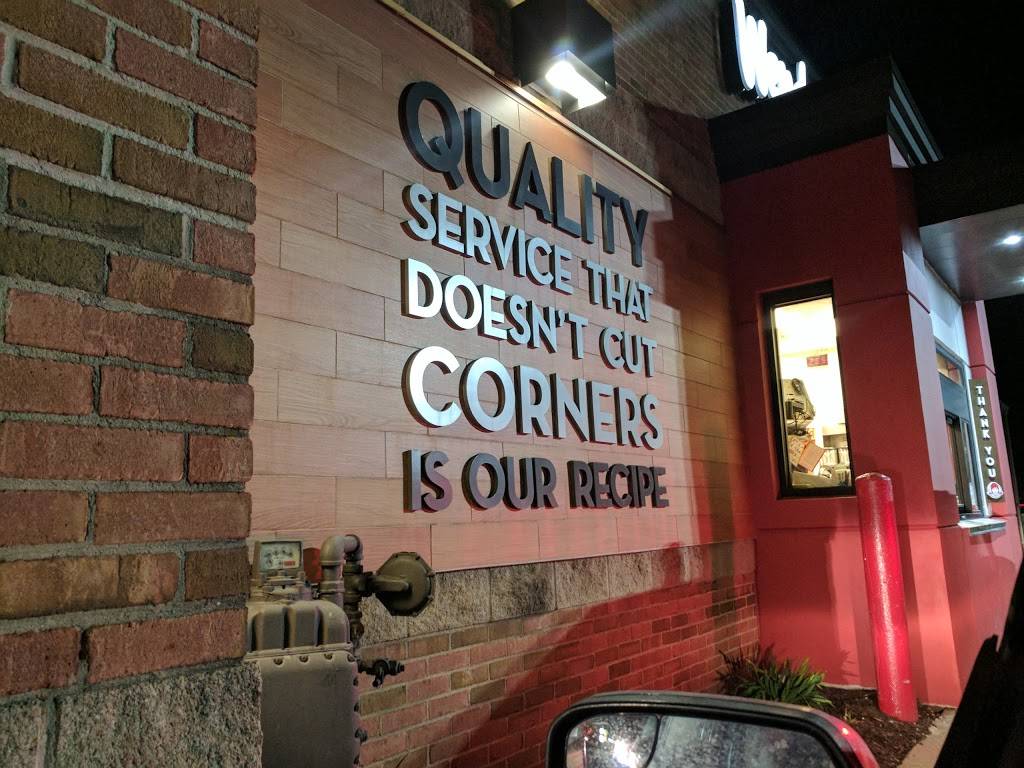 QUALITY
SERVICE THAT
DOESN'T CUT
CORNERS
IS OUR RECIPE
THANK YOU